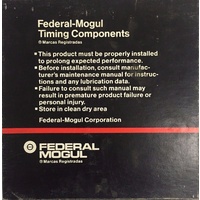 Federal-Mogul
Timing Components
® Marcas Registradas
• This product must be properly installed
to prolong expected performance.
• Before installation, consult manufac-
turer's maintenance manual for instruc-
tions and any lubrication data.
• Failure to consult such manual may
result in premature product failure or
personal injury.
• Store in clean dry area
Federal-Mogul Corporation
FEDERAL
MOGUL
® Marcas Registradas